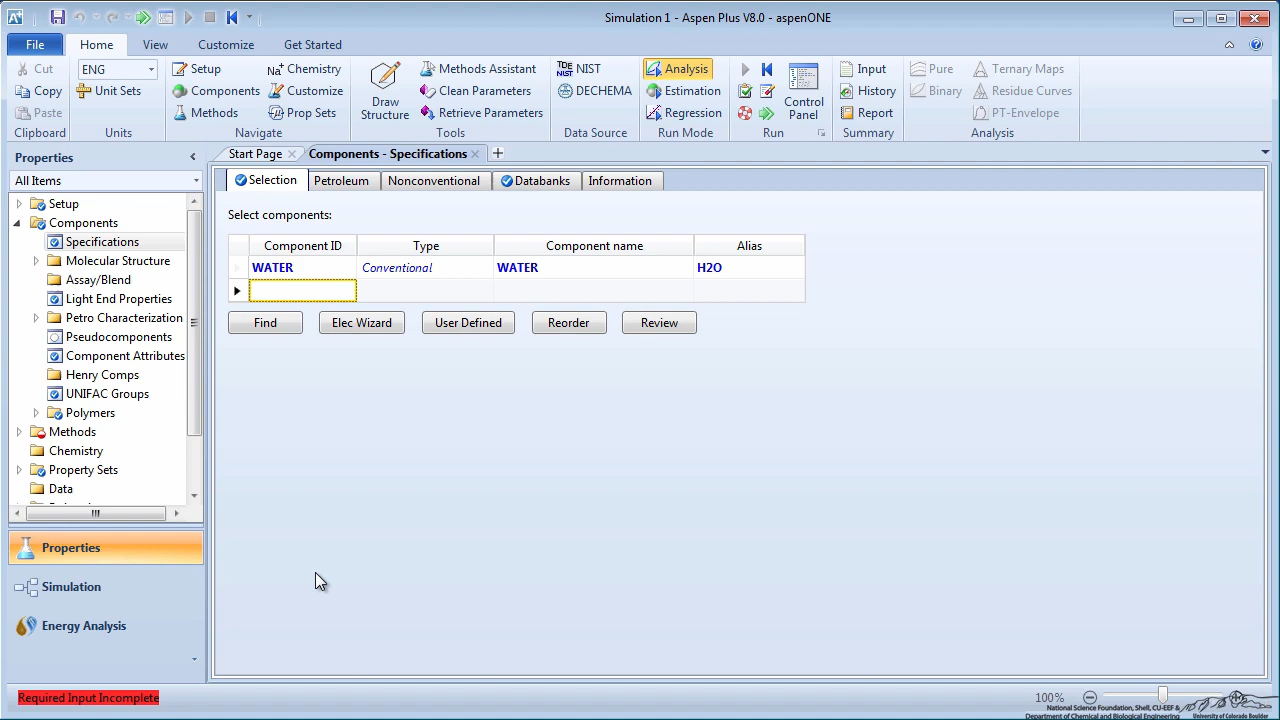 Simulation 1 - Aspen Plus V8.0 - aspenONE
File Home View Customize Get Started
Cut ENG Setup Chemistry Methods Assistant NIST Analysis Input Pure Ternary Maps
Copy Unit Sets Components Customize Draw Structure Clean Parameters DECHEMA Estimation Control Panel History Binary Residue Curves
Paste Methods Prop Sets Retrieve Parameters Regression Report PT-Envelope
Clipboard Units Navigate Tools Data Source Run Mode Run Summary Analysis
Properties
Start Page Components - Specifications
All Items
Selection Petroleum Nonconventional Databanks Information
Setup
Components
Specifications
Molecular Structure
Assay/Blend
Light End Properties
Petro Characterization
Pseudocomponents
Component Attributes
Henry Comps
UNIFAC Groups
Polymers
Methods
Chemistry
Property Sets
Data
Select components:
Component ID Type Component name Alias
WATER Conventional WATER H2O
Find Elec Wizard User Defined Reorder Review
Properties
Simulation
Energy Analysis
Required Input Incomplete
100%
National Science Foundation, Shell, CU-EEF &
Department of Chemical and Biological Engineering
University of Colorado Boulder